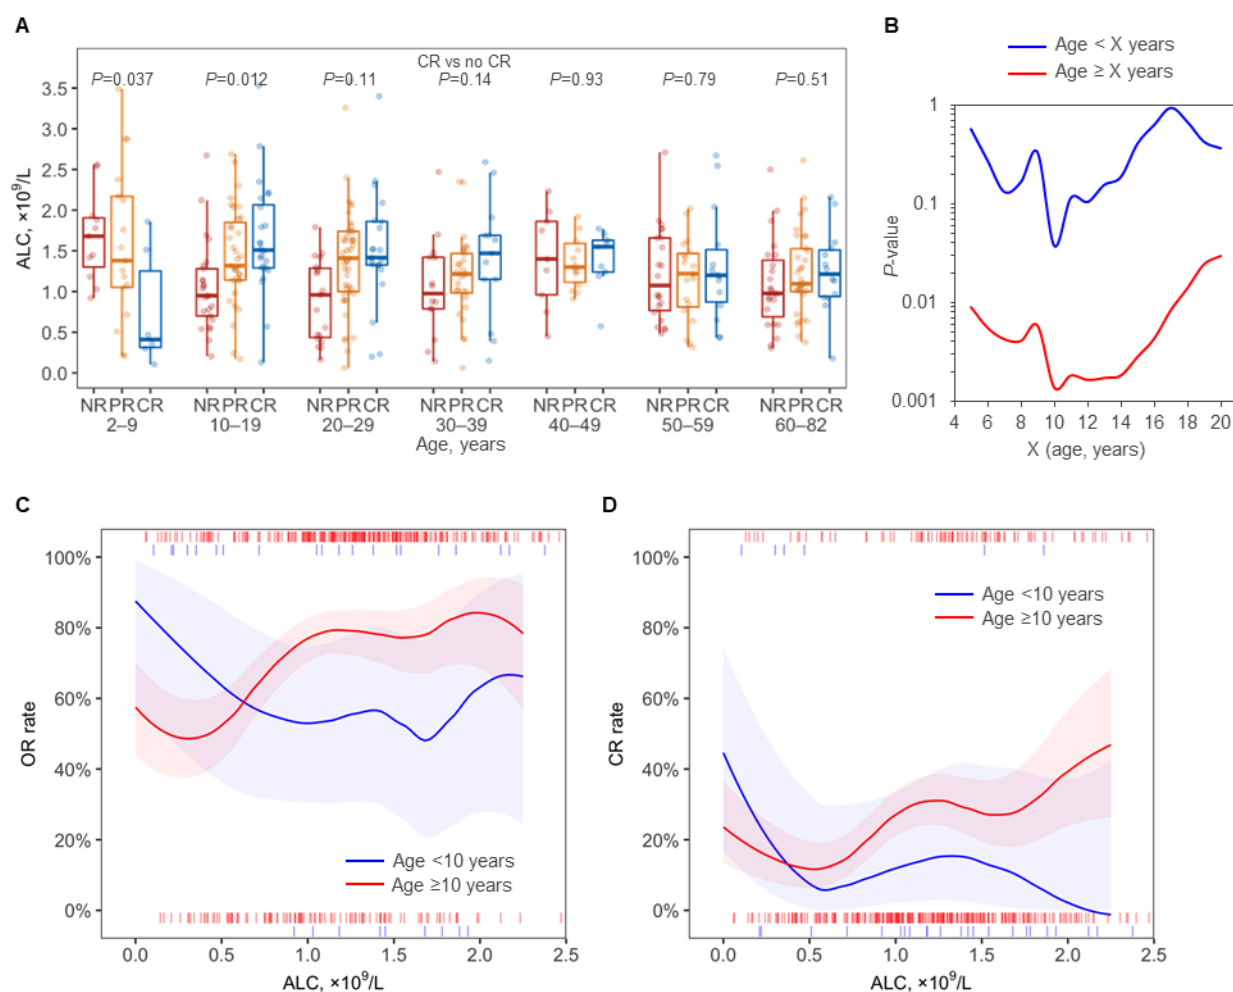 A
CR vs no CR
P=0.037 P=0.012 P=0.11 P=0.14 P=0.93 P=0.79 P=0.51
3.5
3.0
2.5
2.0
1.5
1.0
0.5
0.0
ALC, ×10⁹/L
NR PR CR NR PR CR NR PR CR NR PR CR NR PR CR NR PR CR NR PR CR
2–9 10–19 20–29 30–39 40–49 50–59 60–82
Age, years
B
Age < X years
Age ≥ X years
1
0.1
0.01
0.001
P-value
4 6 8 10 12 14 16 18 20
X (age, years)
C
100%
80%
60%
40%
20%
0%
OR rate
Age <10 years
Age ≥10 years
0.0 0.5 1.0 1.5 2.0 2.5
ALC, ×10⁹/L
D
100%
80%
60%
40%
20%
0%
CR rate
Age <10 years
Age ≥10 years
0.0 0.5 1.0 1.5 2.0 2.5
ALC, ×10⁹/L